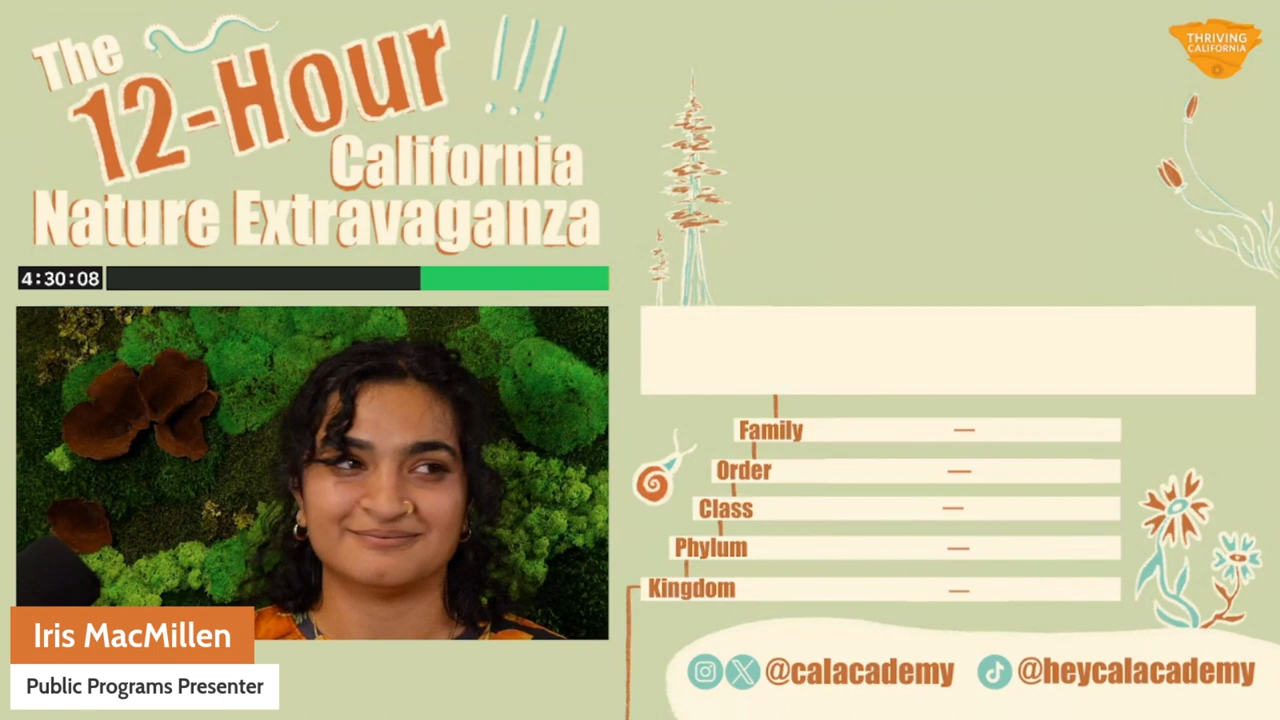 The
12-Hour !!!
California
Nature Extravaganza
THRIVING
CALIFORNIA
4:30:08
Family —
Order —
Class —
Phylum —
Kingdom —
Iris MacMillen
Public Programs Presenter
@calacademy @heycalacademy